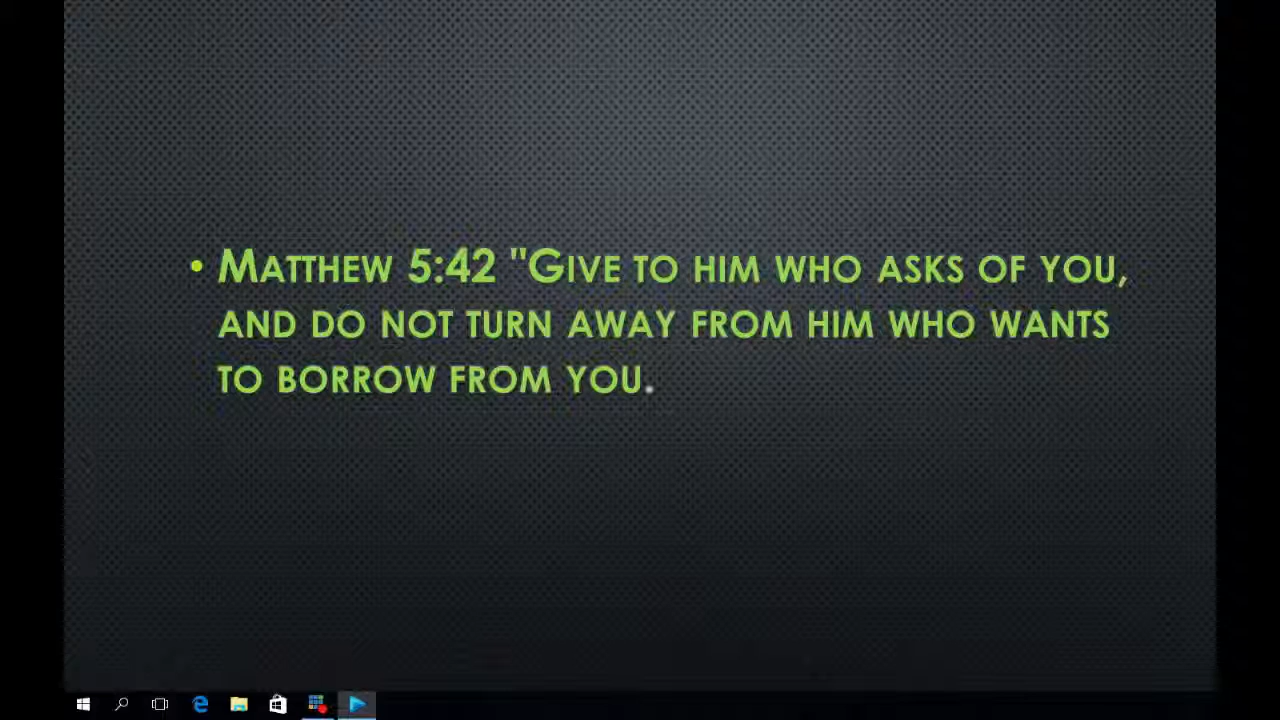 • MATTHEW 5:42 "GIVE TO HIM WHO ASKS OF YOU,
AND DO NOT TURN AWAY FROM HIM WHO WANTS
TO BORROW FROM YOU.